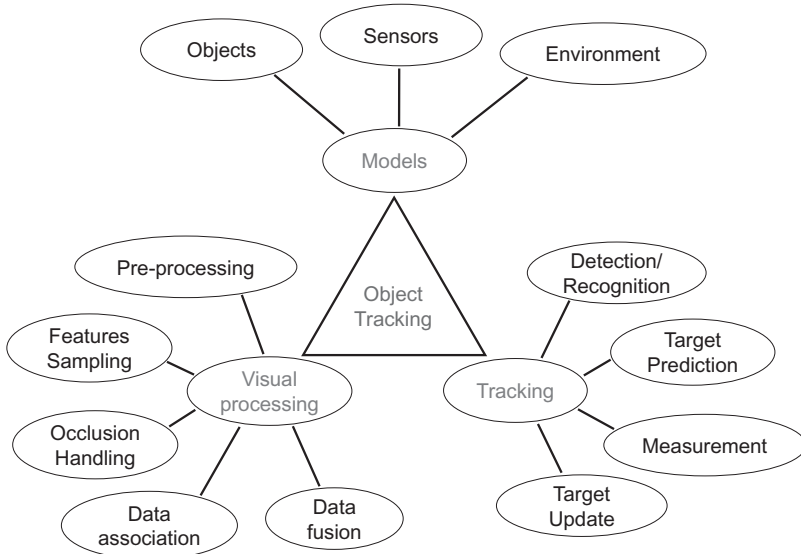 Objects
Sensors
Environment
Models
Pre-processing
Detection/
Recognition
Object
Tracking
Features
Sampling
Target
Prediction
Visual
processing
Tracking
Occlusion
Handling
Measurement
Data
association
Data
fusion
Target
Update